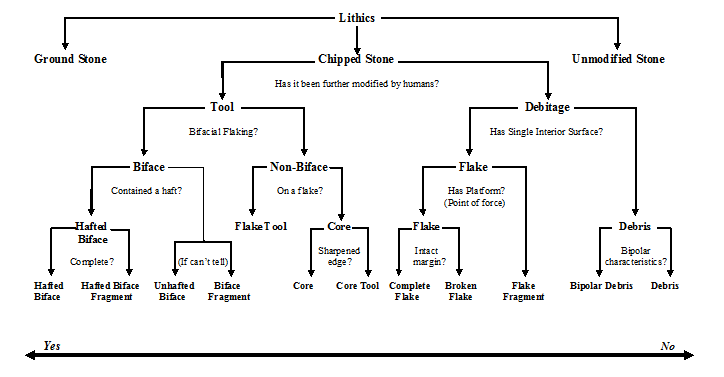 Lithics
Ground Stone
Chipped Stone
Unmodified Stone
Has it been further modified by humans?
Tool
Debitage
Bifacial Flaking?
Has Single Interior Surface?
Biface
Non-Biface
Flake
Contained a haft?
On a flake?
Has Platform?
(Point of force)
Hafted
Biface
Flake Tool
Core
Flake
Debris
Complete?
(If can't tell)
Sharpened
edge?
Intact
margin?
Bipolar
characteristics?
Hafted
Biface
Hafted Biface
Fragment
Unhafted
Biface
Biface
Fragment
Core
Core Tool
Complete
Flake
Broken
Flake
Flake
Fragment
Bipolar Debris
Debris
Yes
No